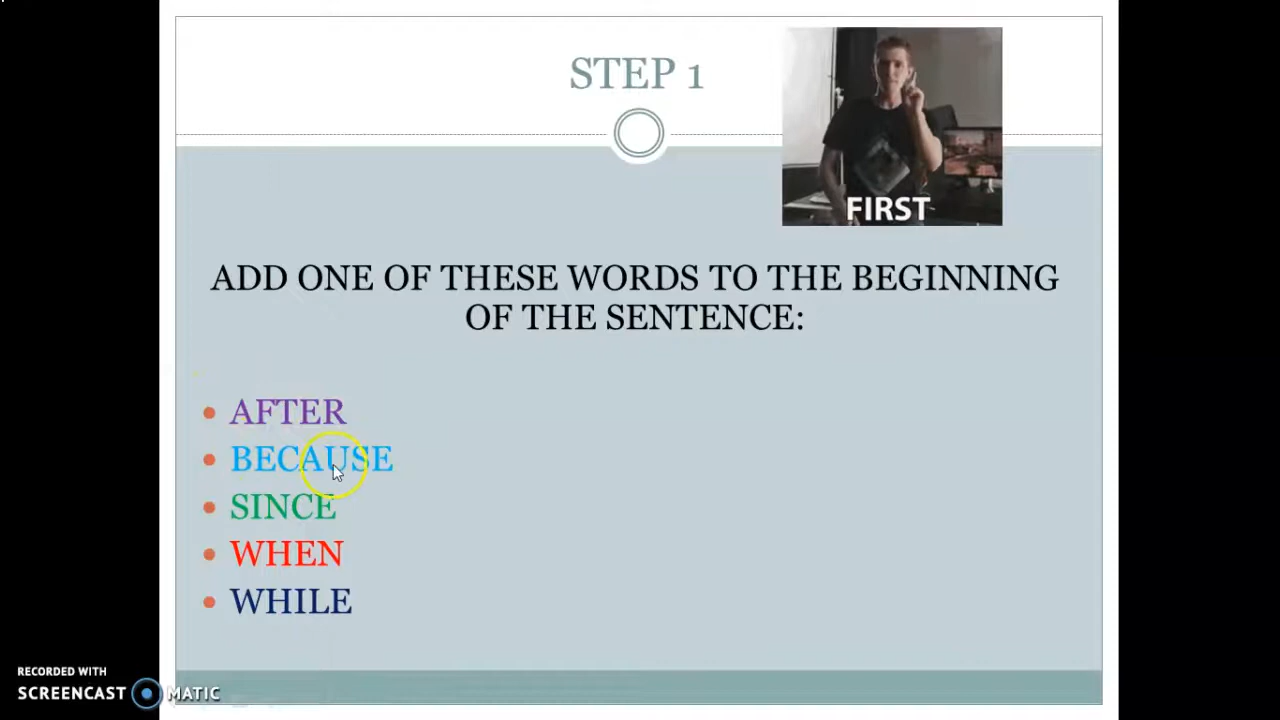 STEP 1
FIRST
ADD ONE OF THESE WORDS TO THE BEGINNING
OF THE SENTENCE:
• AFTER
• BECAUSE
• SINCE
• WHEN
• WHILE
RECORDED WITH
SCREENCAST MATIC